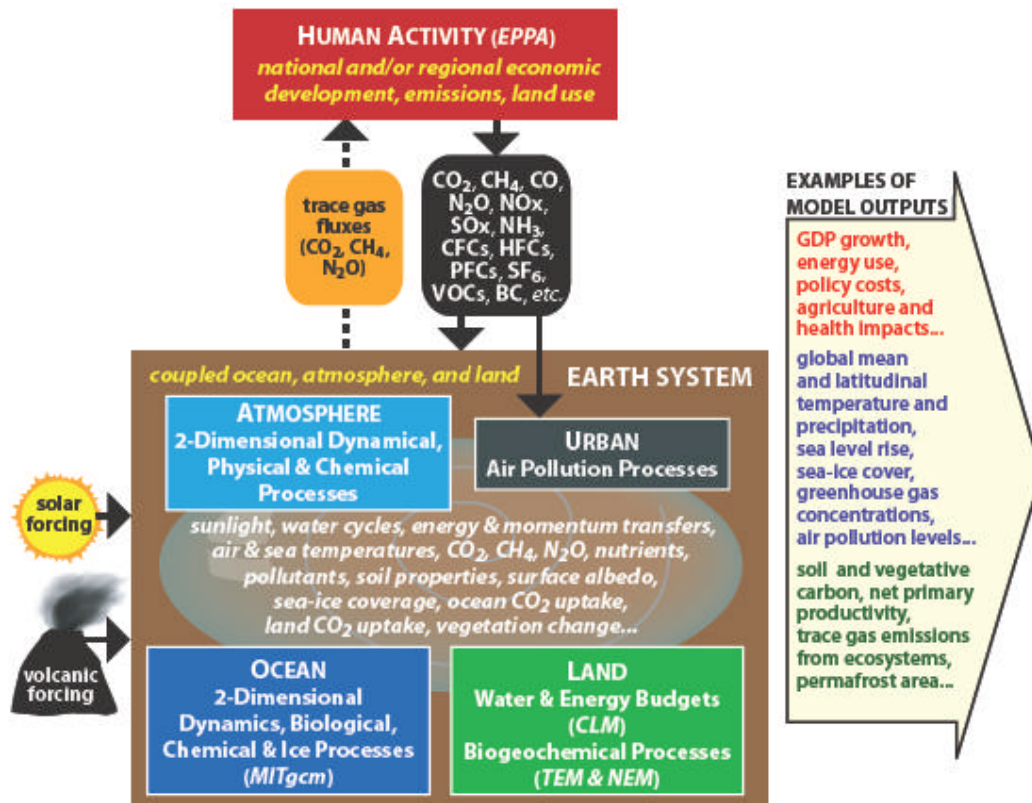 HUMAN ACTIVITY (EPPA)
national and/or regional economic
development, emissions, land use
trace gas
fluxes
(CO₂, CH₄,
N₂O)
CO₂, CH₄, CO,
N₂O, NOx,
SOx, NH₃,
CFCs, HFCs,
PFCs, SF₆,
VOCs, BC, etc.
coupled ocean, atmosphere, and land
EARTH SYSTEM
ATMOSPHERE
2-Dimensional Dynamical,
Physical & Chemical
Processes
URBAN
Air Pollution Processes
solar
forcing
sunlight, water cycles, energy & momentum transfers,
air & sea temperatures, CO₂, CH₄, N₂O, nutrients,
pollutants, soil properties, surface albedo,
sea-ice coverage, ocean CO₂ uptake,
land CO₂ uptake, vegetation change...
volcanic
forcing
OCEAN
2-Dimensional
Dynamics, Biological,
Chemical & Ice Processes
(MITgcm)
LAND
Water & Energy Budgets
(CLM)
Biogeochemical Processes
(TEM & NEM)
EXAMPLES OF
MODEL OUTPUTS
GDP growth,
energy use,
policy costs,
agriculture and
health impacts...
global mean
and latitudinal
temperature and
precipitation,
sea level rise,
sea-ice cover,
greenhouse gas
concentrations,
air pollution levels...
soil and vegetative
carbon, net primary
productivity,
trace gas emissions
from ecosystems,
permafrost area...